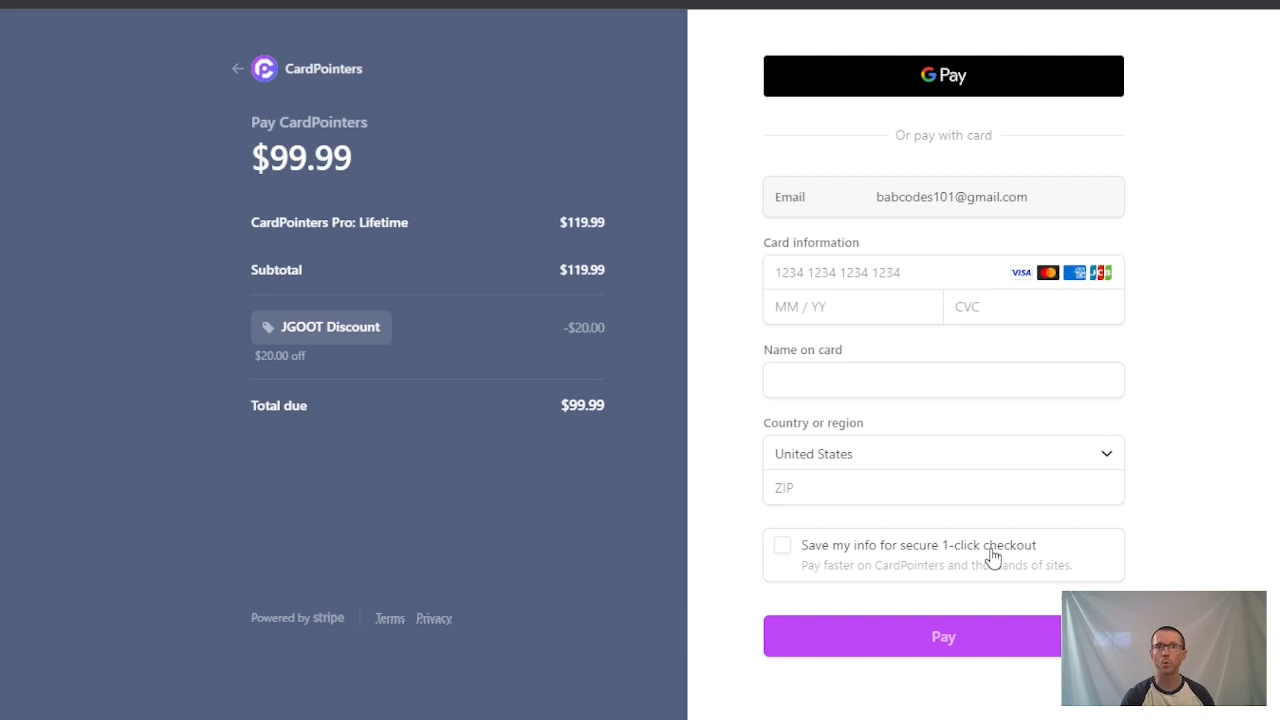 CardPointers
Pay CardPointers
$99.99
CardPointers Pro: Lifetime $119.99
Subtotal $119.99
JGOOT Discount -$20.00
$20.00 off
Total due $99.99
Powered by stripe Terms Privacy
G Pay
Or pay with card
Email babcodes101@gmail.com
Card information
1234 1234 1234 1234 VISA JCB
MM / YY CVC
Name on card
Country or region
United States
ZIP
Save my info for secure 1-click checkout
Pay faster on CardPointers and thousands of sites.
Pay